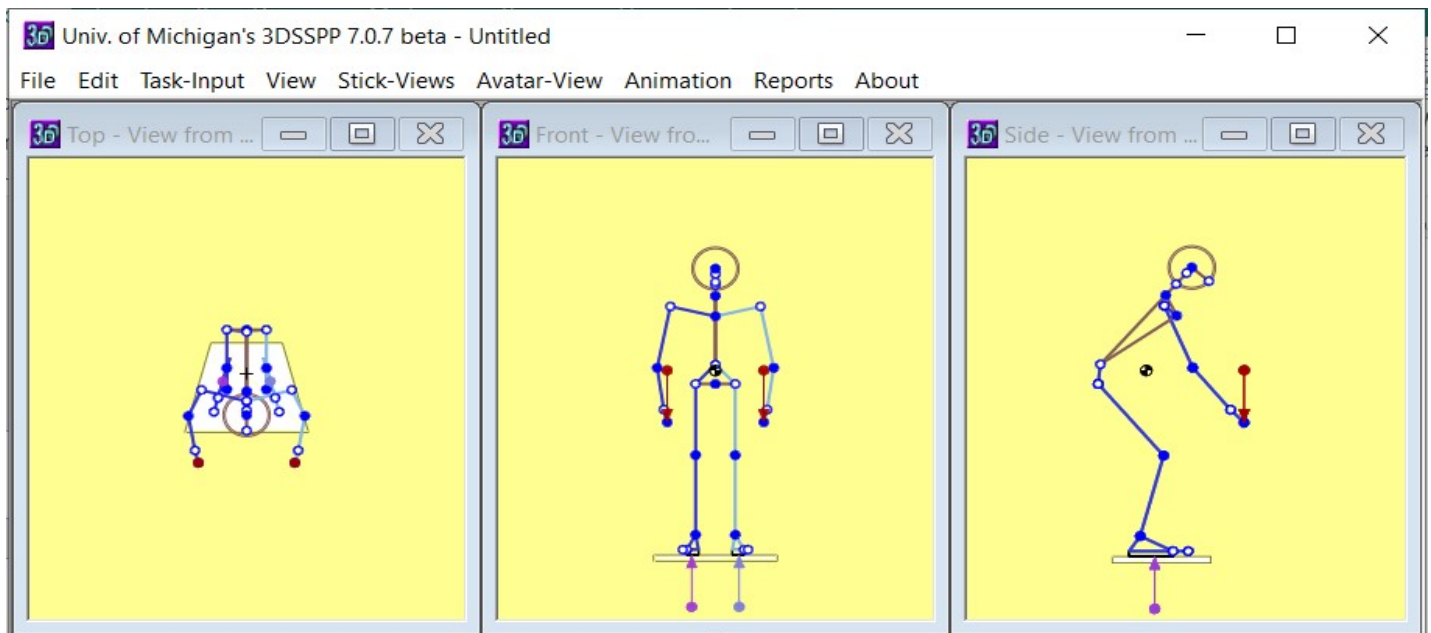 3D Univ. of Michigan's 3DSSPP 7.0.7 beta - Untitled
File Edit Task-Input View Stick-Views Avatar-View Animation Reports About
3D Top - View from ... 3D Front - View fro... 3D Side - View from ...